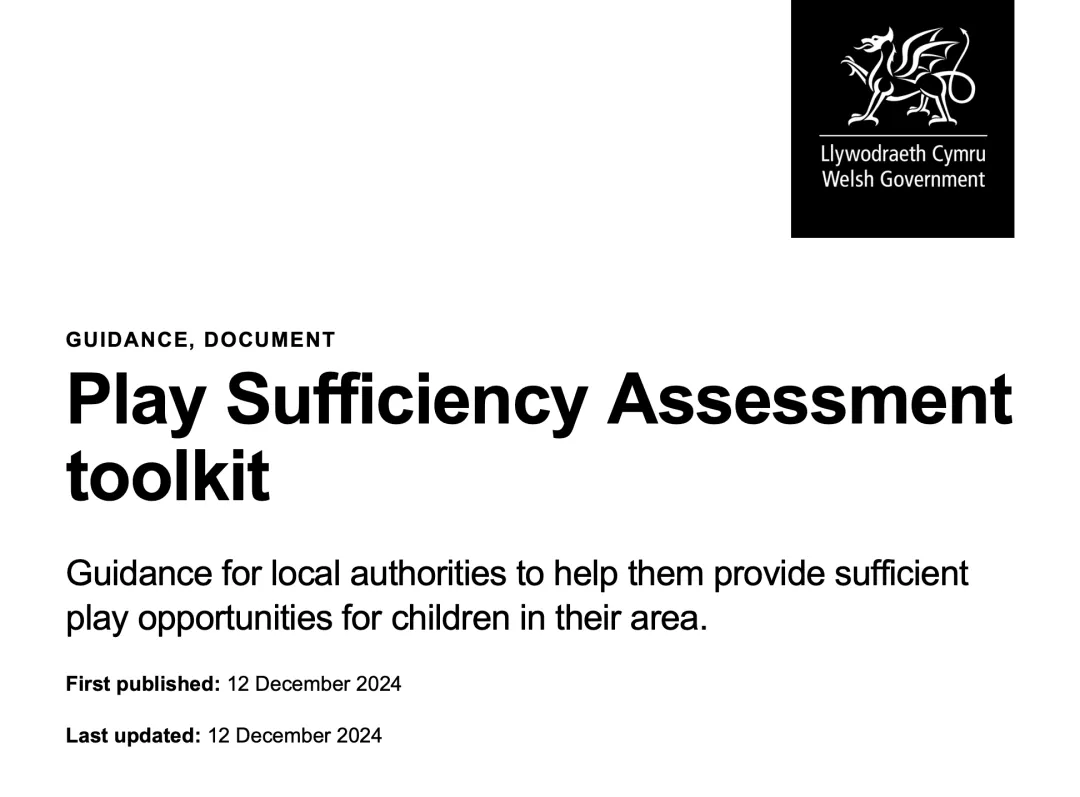 Llywodraeth Cymru
Welsh Government
GUIDANCE, DOCUMENT
Play Sufficiency Assessment
toolkit
Guidance for local authorities to help them provide sufficient
play opportunities for children in their area.
First published: 12 December 2024
Last updated: 12 December 2024